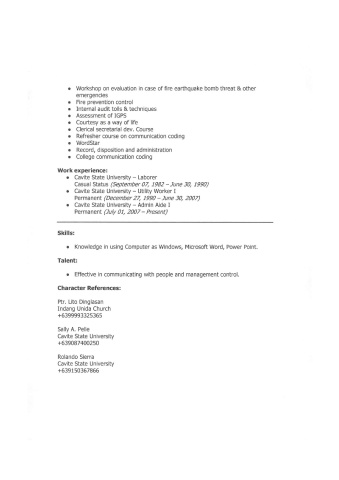 • Workshop on evaluation in case of fire earthquake bomb threat & other
emergencies
• Fire prevention control
• Internal audit tolls & techniques
• Assessment of IGPS
• Courtesy as a way of life
• Clerical secretarial dev. Course
• Refresher course on communication coding
• WordStar
• Record, disposition and administration
• College communication coding
Work experience:
• Cavite State University – Laborer
Casual Status (September 07, 1982 – June 30, 1990)
• Cavite State University – Utility Worker I
Permanent (December 27, 1990 – June 30, 2007)
• Cavite State University – Admin Aide I
Permanent (July 01, 2007 – Present)
Skills:
• Knowledge in using Computer as Windows, Microsoft Word, Power Point.
Talent:
• Effective in communicating with people and management control.
Character References:
Ptr. Lito Dinglasan
Indang Unida Church
+6399993325365
Sally A. Pelle
Cavite State University
+639087400250
Rolando Sierra
Cavite State University
+639150367866